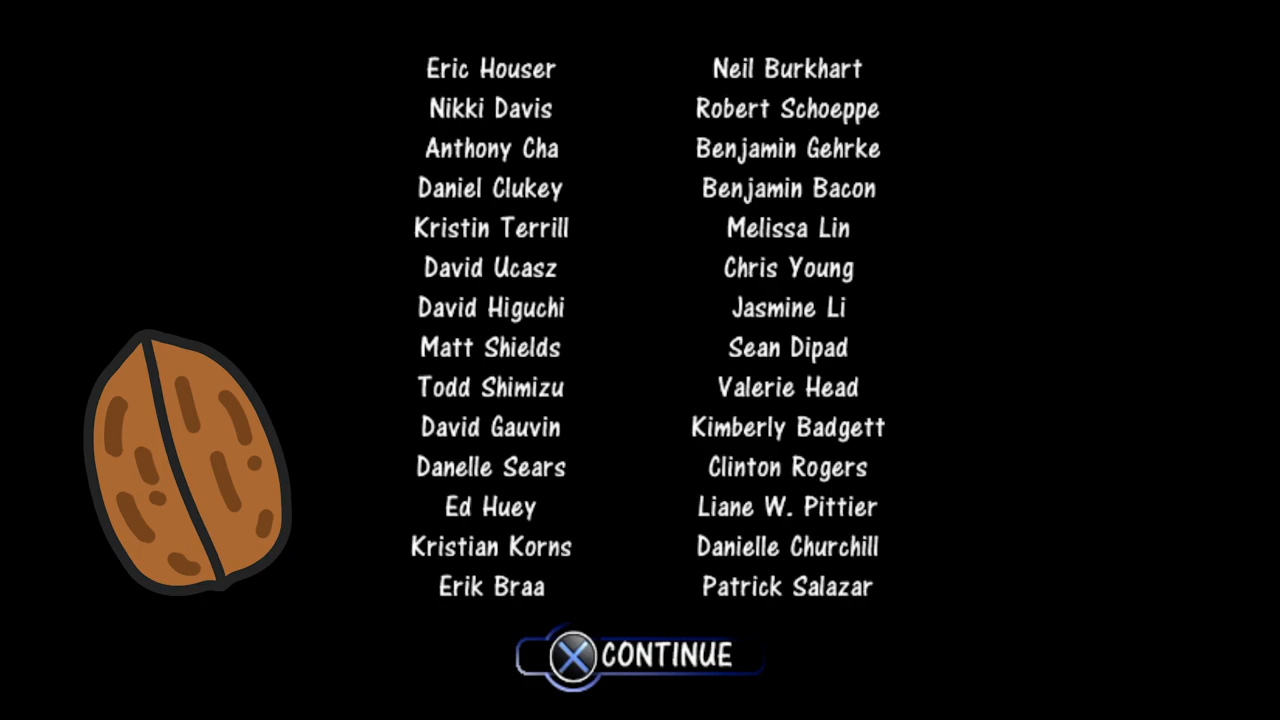 Eric Houser
Neil Burkhart
Nikki Davis
Robert Schoeppe
Anthony Cha
Benjamin Gehrke
Daniel Clukey
Benjamin Bacon
Kristin Terrill
Melissa Lin
David Ucasz
Chris Young
David Higuchi
Jasmine Li
Matt Shields
Sean Dipad
Todd Shimizu
Valerie Head
David Gauvin
Kimberly Badgett
Danelle Sears
Clinton Rogers
Ed Huey
Liane W. Pittier
Kristian Korns
Danielle Churchill
Erik Braa
Patrick Salazar
CONTINUE